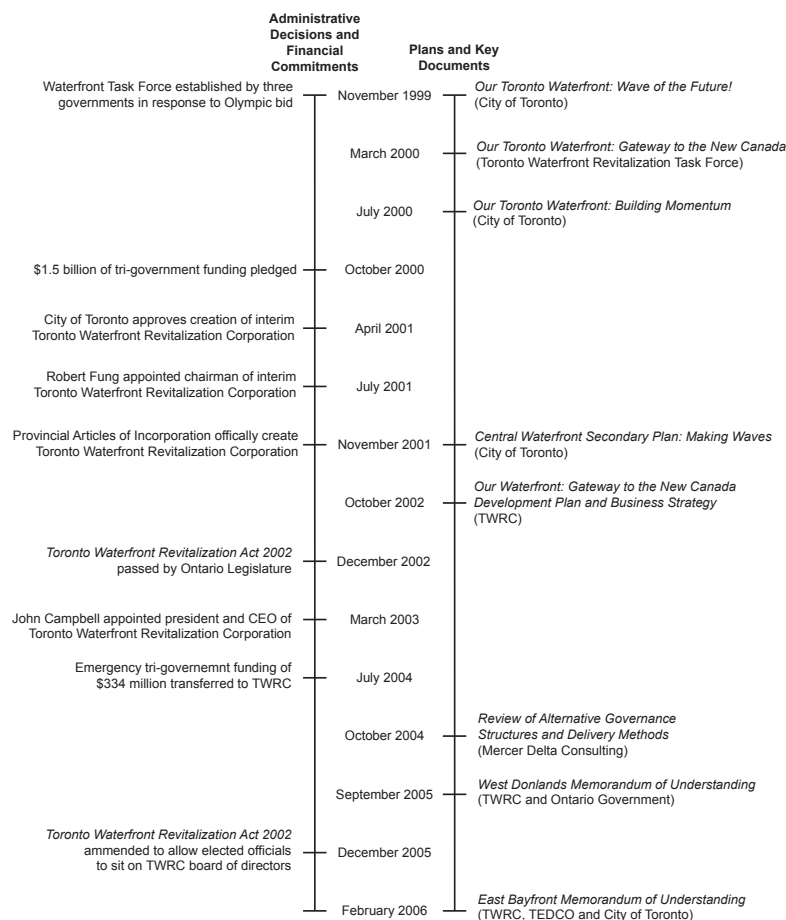 Administrative
Decisions and
Financial
Commitments
Plans and Key
Documents
Waterfront Task Force established by three
governments in response to Olympic bid
November 1999
Our Toronto Waterfront: Wave of the Future!
(City of Toronto)
March 2000
Our Toronto Waterfront: Gateway to the New Canada
(Toronto Waterfront Revitalization Task Force)
July 2000
Our Toronto Waterfront: Building Momentum
(City of Toronto)
$1.5 billion of tri-government funding pledged
October 2000
City of Toronto approves creation of interim
Toronto Waterfront Revitalization Corporation
April 2001
Robert Fung appointed chairman of interim
Toronto Waterfront Revitalization Corporation
July 2001
Provincial Articles of Incorporation offically create
Toronto Waterfront Revitalization Corporation
November 2001
Central Waterfront Secondary Plan: Making Waves
(City of Toronto)
October 2002
Our Waterfront: Gateway to the New Canada
Development Plan and Business Strategy
(TWRC)
Toronto Waterfront Revitalization Act 2002
passed by Ontario Legislature
December 2002
John Campbell appointed president and CEO of
Toronto Waterfront Revitalization Corporation
March 2003
Emergency tri-governemnt funding of
$334 million transferred to TWRC
July 2004
October 2004
Review of Alternative Governance
Structures and Delivery Methods
(Mercer Delta Consulting)
September 2005
West Donlands Memorandum of Understanding
(TWRC and Ontario Government)
Toronto Waterfront Revitalization Act 2002
ammended to allow elected officials
to sit on TWRC board of directors
December 2005
February 2006
East Bayfront Memorandum of Understanding
(TWRC, TEDCO and City of Toronto)